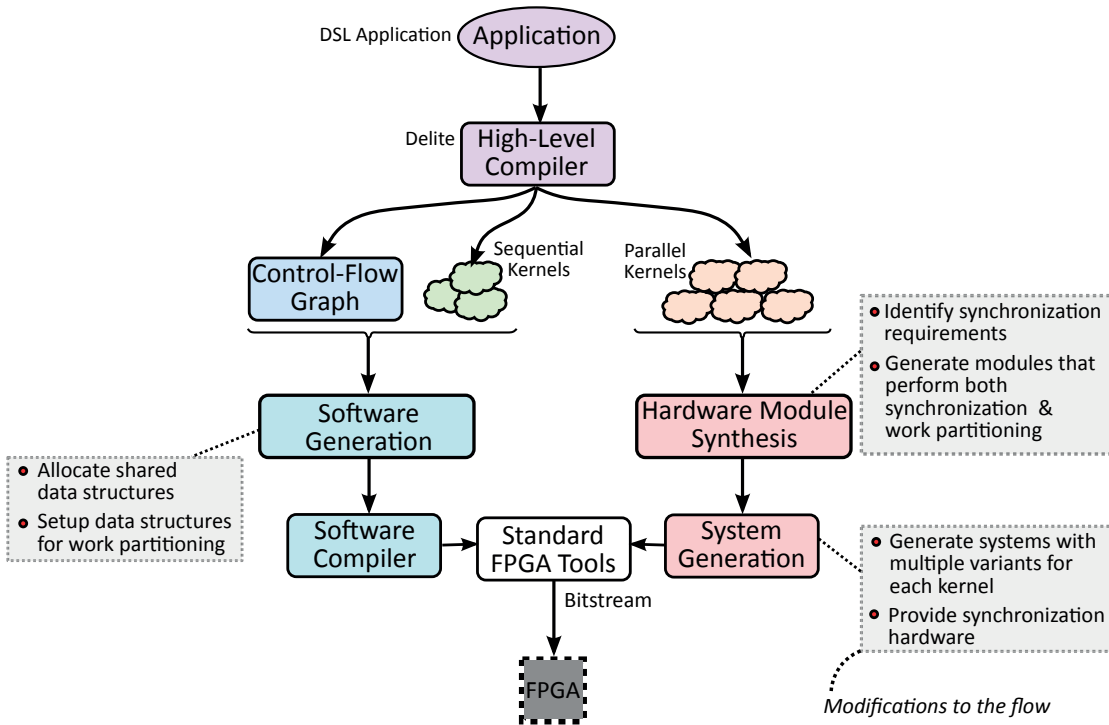 DSL Application
Application
Delite
High-Level
Compiler
Control-Flow
Graph
Sequential
Kernels
Parallel
Kernels
Identify synchronization
requirements
Generate modules that
perform both
synchronization &
work partitioning
Software
Generation
Hardware Module
Synthesis
Allocate shared
data structures
Setup data structures
for work partitioning
Software
Compiler
Standard
FPGA Tools
System
Generation
Generate systems with
multiple variants for
each kernel
Provide synchronization
hardware
Bitstream
FPGA
Modifications to the flow